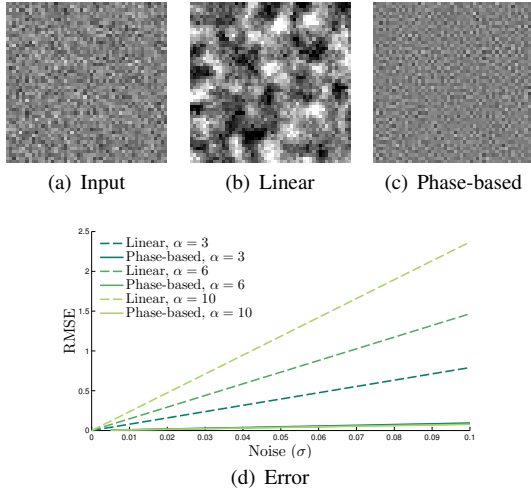 (a) Input (b) Linear (c) Phase-based
2.5
2
1.5
1
0.5
0
RMSE
Linear, α = 3
Phase-based, α = 3
Linear, α = 6
Phase-based, α = 6
Linear, α = 10
Phase-based, α = 10
0 0.01 0.02 0.03 0.04 0.05 0.06 0.07 0.08 0.09 0.1
Noise (σ)
(d) Error